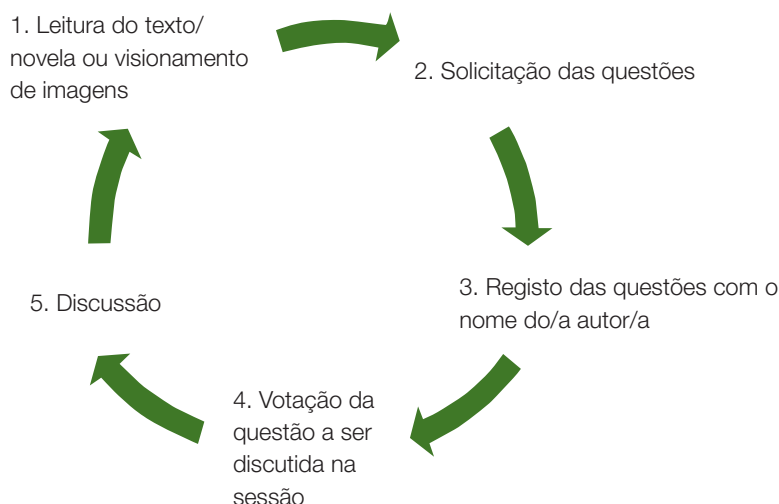 1. Leitura do texto/
novela ou visionamento
de imagens
2. Solicitação das questões
3. Registo das questões com o
nome do/a autor/a
4. Votação da
questão a ser
discutida na
sessão
5. Discussão